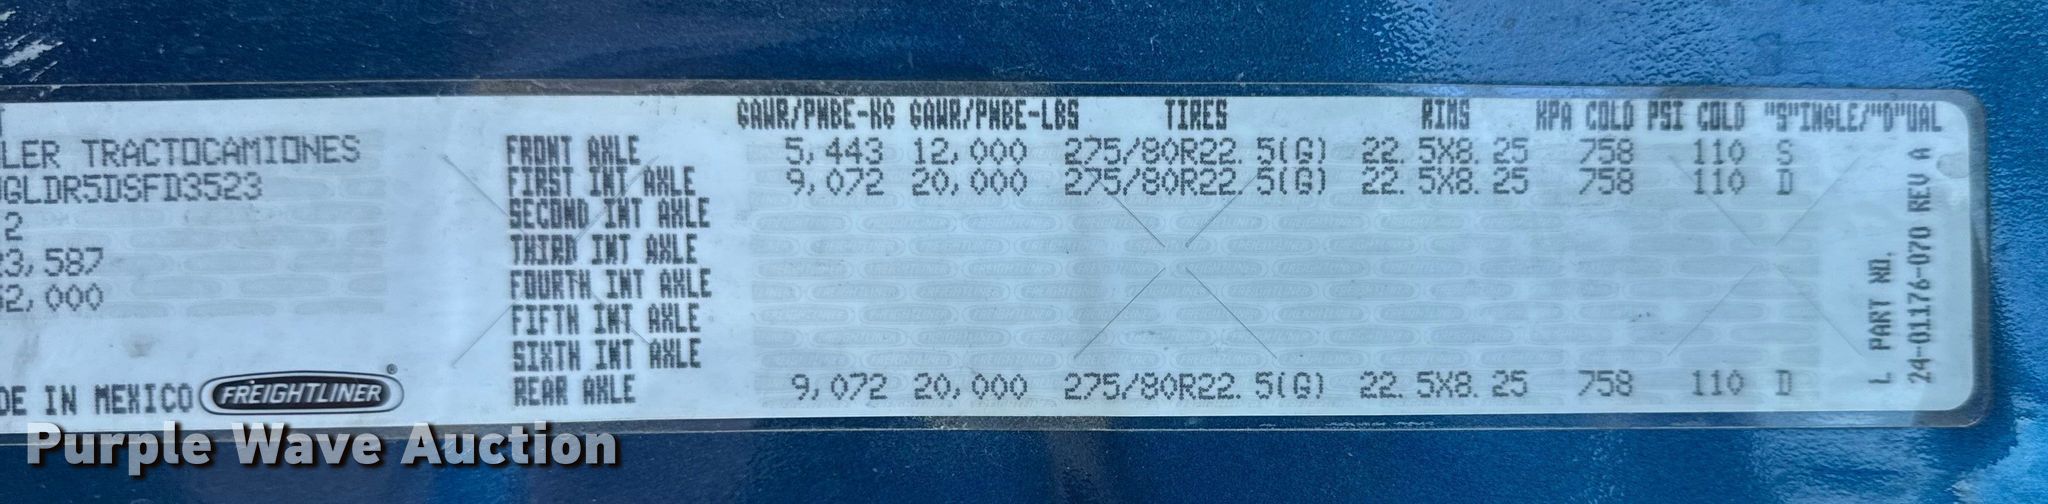 GAWR/PNBE-KG GAWR/PNBE-LBS TIRES RIMS KPA COLD PSI COLD "S"INGLE/"D"UAL
LER TRACTOCAMIONES
GLDR5DSFD3523
2
3,587
2,000
DE IN MEXICO FREIGHTLINER®
FRONT AXLE 5,443 12,000 275/80R22.5(G) 22.5X8.25 758 110 S
FIRST INT AXLE 9,072 20,000 275/80R22.5(G) 22.5X8.25 758 110 D
SECOND INT AXLE
THIRD INT AXLE
FOURTH INT AXLE
FIFTH INT AXLE
SIXTH INT AXLE
REAR AXLE 9,072 20,000 275/80R22.5(G) 22.5X8.25 758 110 D
L PART NO.
24-01176-070 REV A
Purple Wave Auction